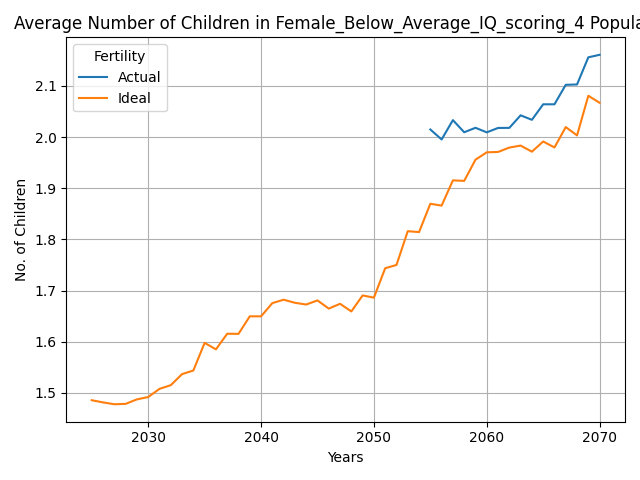 Average Number of Children in Female_Below_Average_IQ_scoring_4 Popula
Fertility
Actual
Ideal
No. of Children
2.1
2.0
1.9
1.8
1.7
1.6
1.5
2030 2040 2050 2060 2070
Years